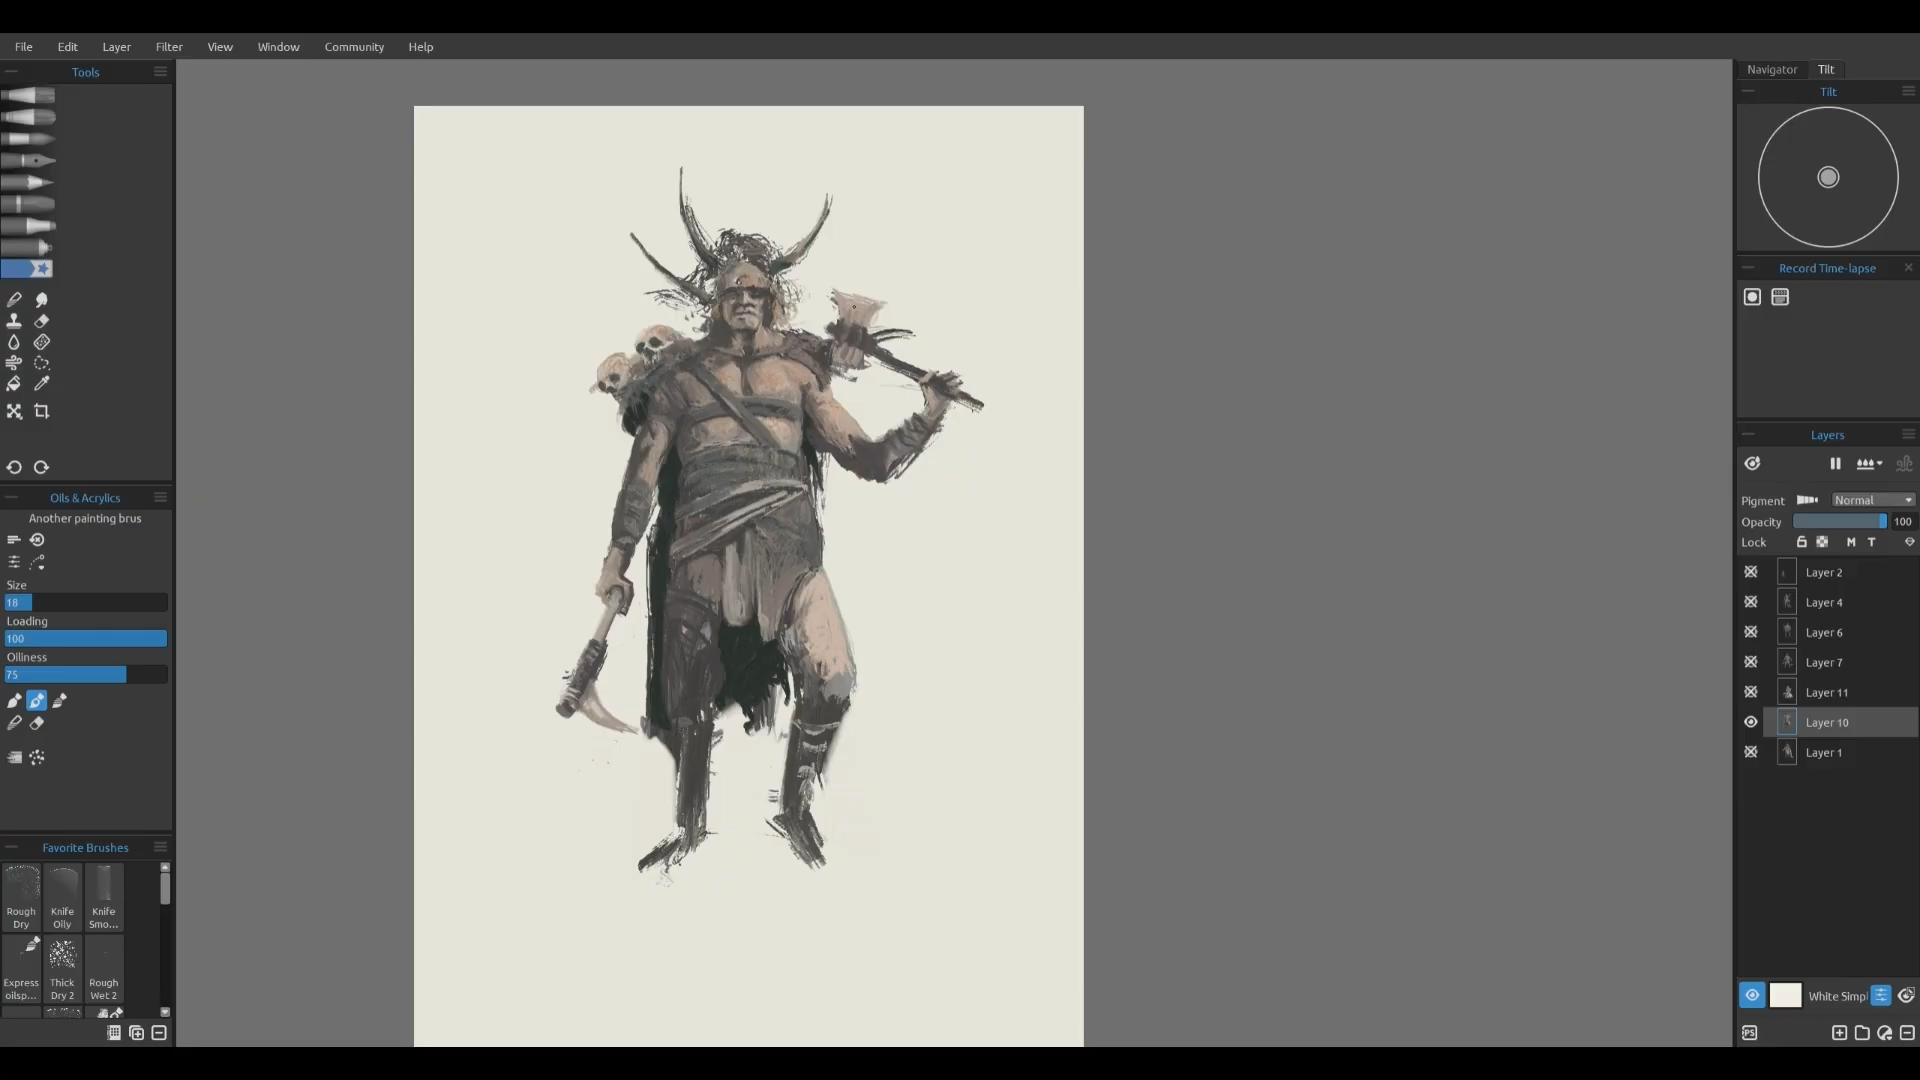 File Edit Layer Filter View Window Community Help
Tools
Oils & Acrylics
Another painting brus
Size
18
Loading
100
Oiliness
75
Favorite Brushes
Rough Dry
Knife Oily
Knife Smo...
Express oilsp...
Thick Dry 2
Rough Wet 2
Navigator Tilt
Tilt
Record Time-lapse
Layers
Pigment Normal
Opacity 100
Lock M T
Layer 2
Layer 4
Layer 6
Layer 7
Layer 11
Layer 10
Layer 1
White Simpl
PS